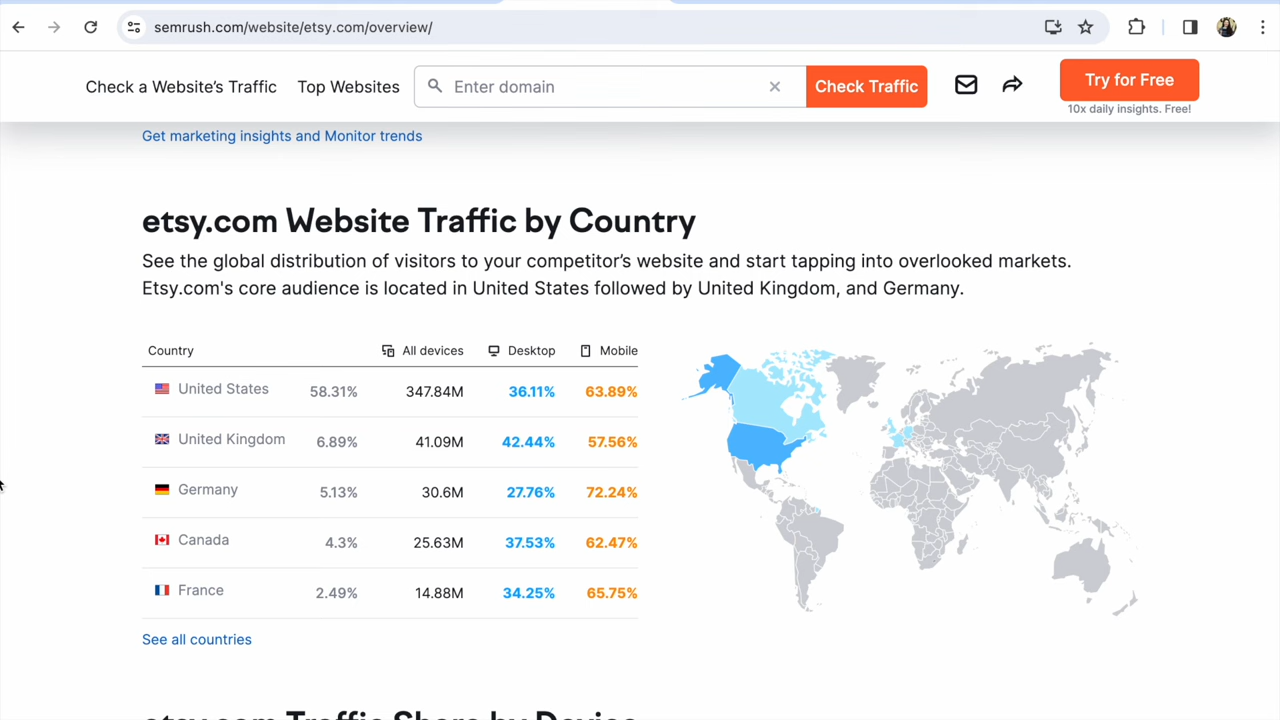 semrush.com/website/etsy.com/overview/
Check a Website's Traffic Top Websites Enter domain Check Traffic Try for Free
10x daily insights. Free!
Get marketing insights and Monitor trends
etsy.com Website Traffic by Country
See the global distribution of visitors to your competitor's website and start tapping into overlooked markets.
Etsy.com's core audience is located in United States followed by United Kingdom, and Germany.
Country All devices Desktop Mobile
United States 58.31% 347.84M 36.11% 63.89%
United Kingdom 6.89% 41.09M 42.44% 57.56%
Germany 5.13% 30.6M 27.76% 72.24%
Canada 4.3% 25.63M 37.53% 62.47%
France 2.49% 14.88M 34.25% 65.75%
See all countries
etsy.com Traffic Share by Device